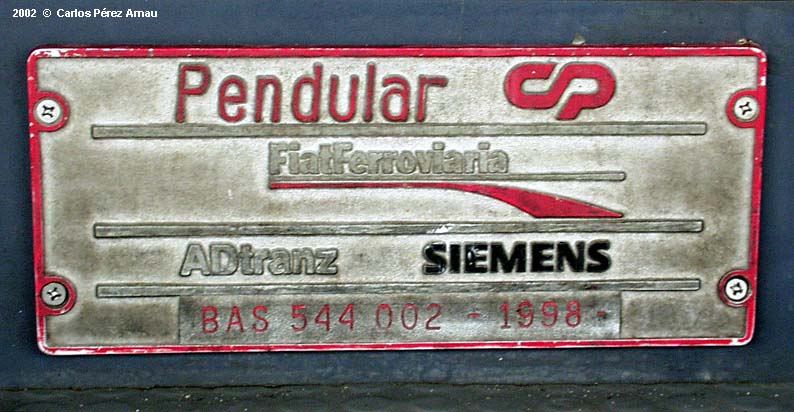 2002 © Carlos Pérez Arnau
Pendular CP
FiatFerroviaria
ADtranz SIEMENS
BAS 544 002 - 1998 -